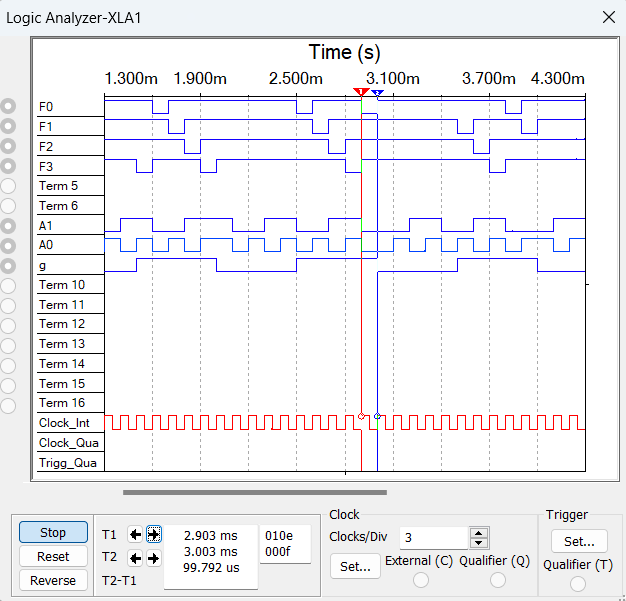 Logic Analyzer-XLA1
Time (s)
1.300m 1.900m 2.500m 3.100m 3.700m 4.300m
1 2
F0
F1
F2
F3
Term 5
Term 6
A1
A0
g
Term 10
Term 11
Term 12
Term 13
Term 14
Term 15
Term 16
Clock_Int
Clock_Qua
Trigg_Qua
Stop
Reset
Reverse
T1
T2
T2-T1
2.903 ms
3.003 ms
99.792 us
010e
000f
Clock
Clocks/Div 3
Set...
External (C) Qualifier (Q)
Trigger
Set...
Qualifier (T)